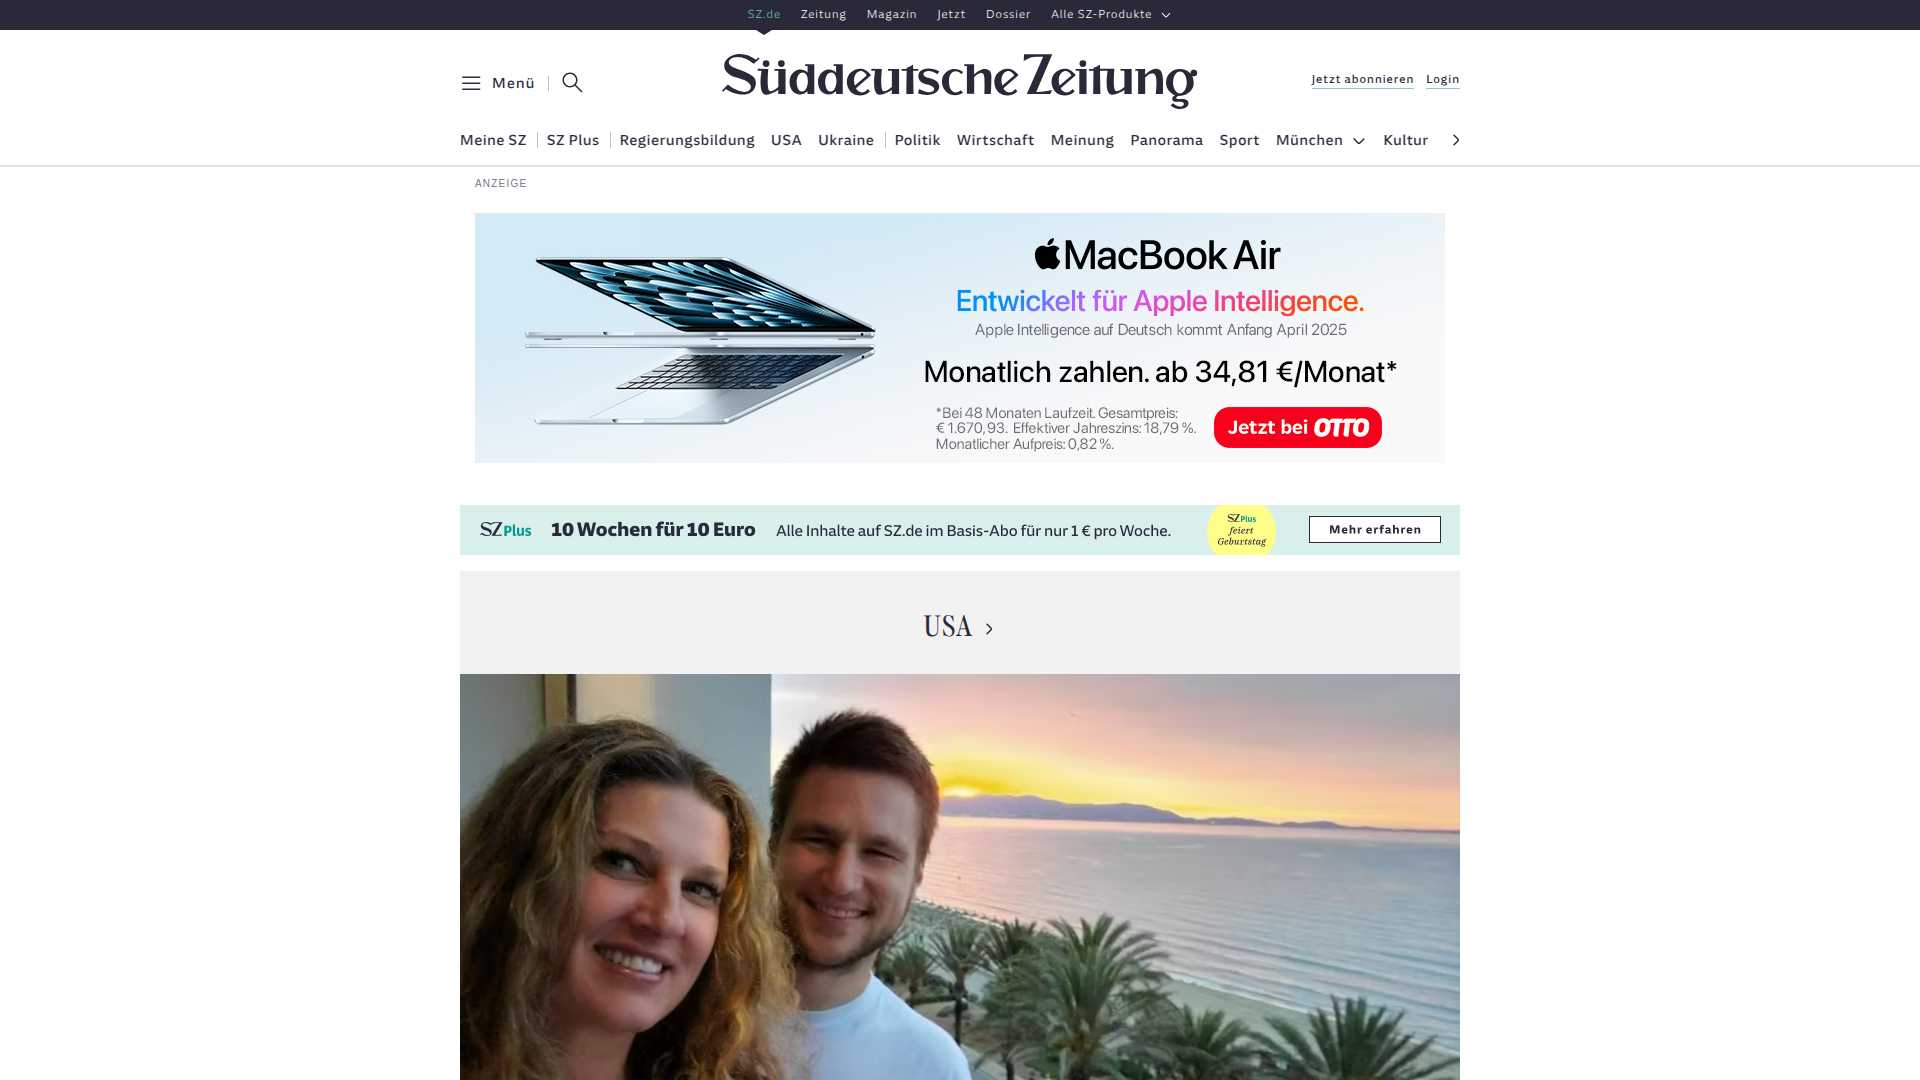 SZ.de Zeitung Magazin Jetzt Dossier Alle SZ-Produkte
Menü
Süddeutsche Zeitung
Jetzt abonnieren Login
Meine SZ SZ Plus Regierungsbildung USA Ukraine Politik Wirtschaft Meinung Panorama Sport München Kultur
ANZEIGE
MacBook Air
Entwickelt für Apple Intelligence.
Apple Intelligence auf Deutsch kommt Anfang April 2025
Monatlich zahlen. ab 34,81 €/Monat*
*Bei 48 Monaten Laufzeit. Gesamtpreis:
€ 1.670,93. Effektiver Jahreszins: 18,79 %.
Monatlicher Aufpreis: 0,82 %.
Jetzt bei OTTO
SZ Plus 10 Wochen für 10 Euro Alle Inhalte auf SZ.de im Basis-Abo für nur 1 € pro Woche.
SZ Plus
feiert
Geburtstag
Mehr erfahren
USA